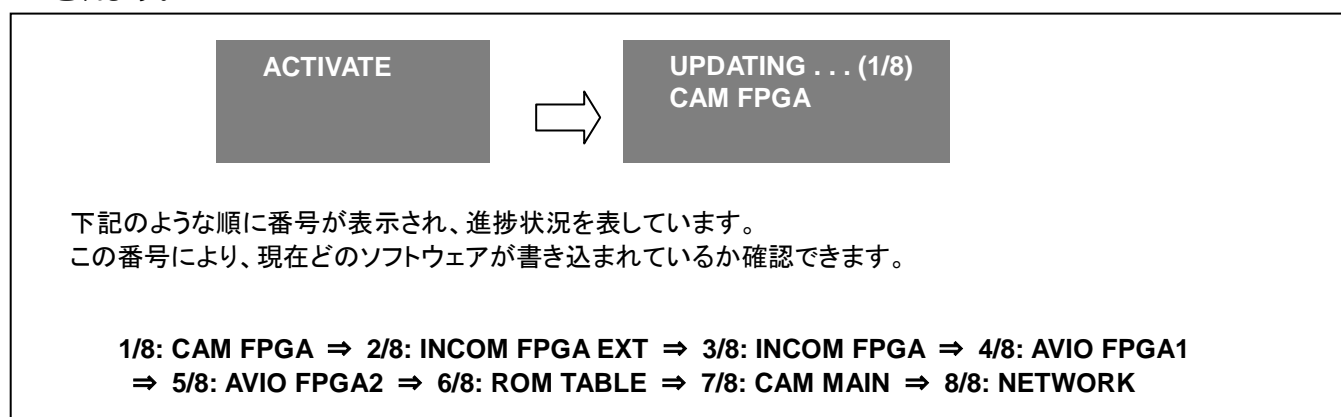 ACTIVATE
UPDATING . . . (1/8)
CAM FPGA
下記のような順に番号が表示され、進捗状況を表しています。
この番号により、現在どのソフトウェアが書き込まれているか確認できます。
1/8: CAM FPGA ⇒ 2/8: INCOM FPGA EXT ⇒ 3/8: INCOM FPGA ⇒ 4/8: AVIO FPGA1
⇒ 5/8: AVIO FPGA2 ⇒ 6/8: ROM TABLE ⇒ 7/8: CAM MAIN ⇒ 8/8: NETWORK